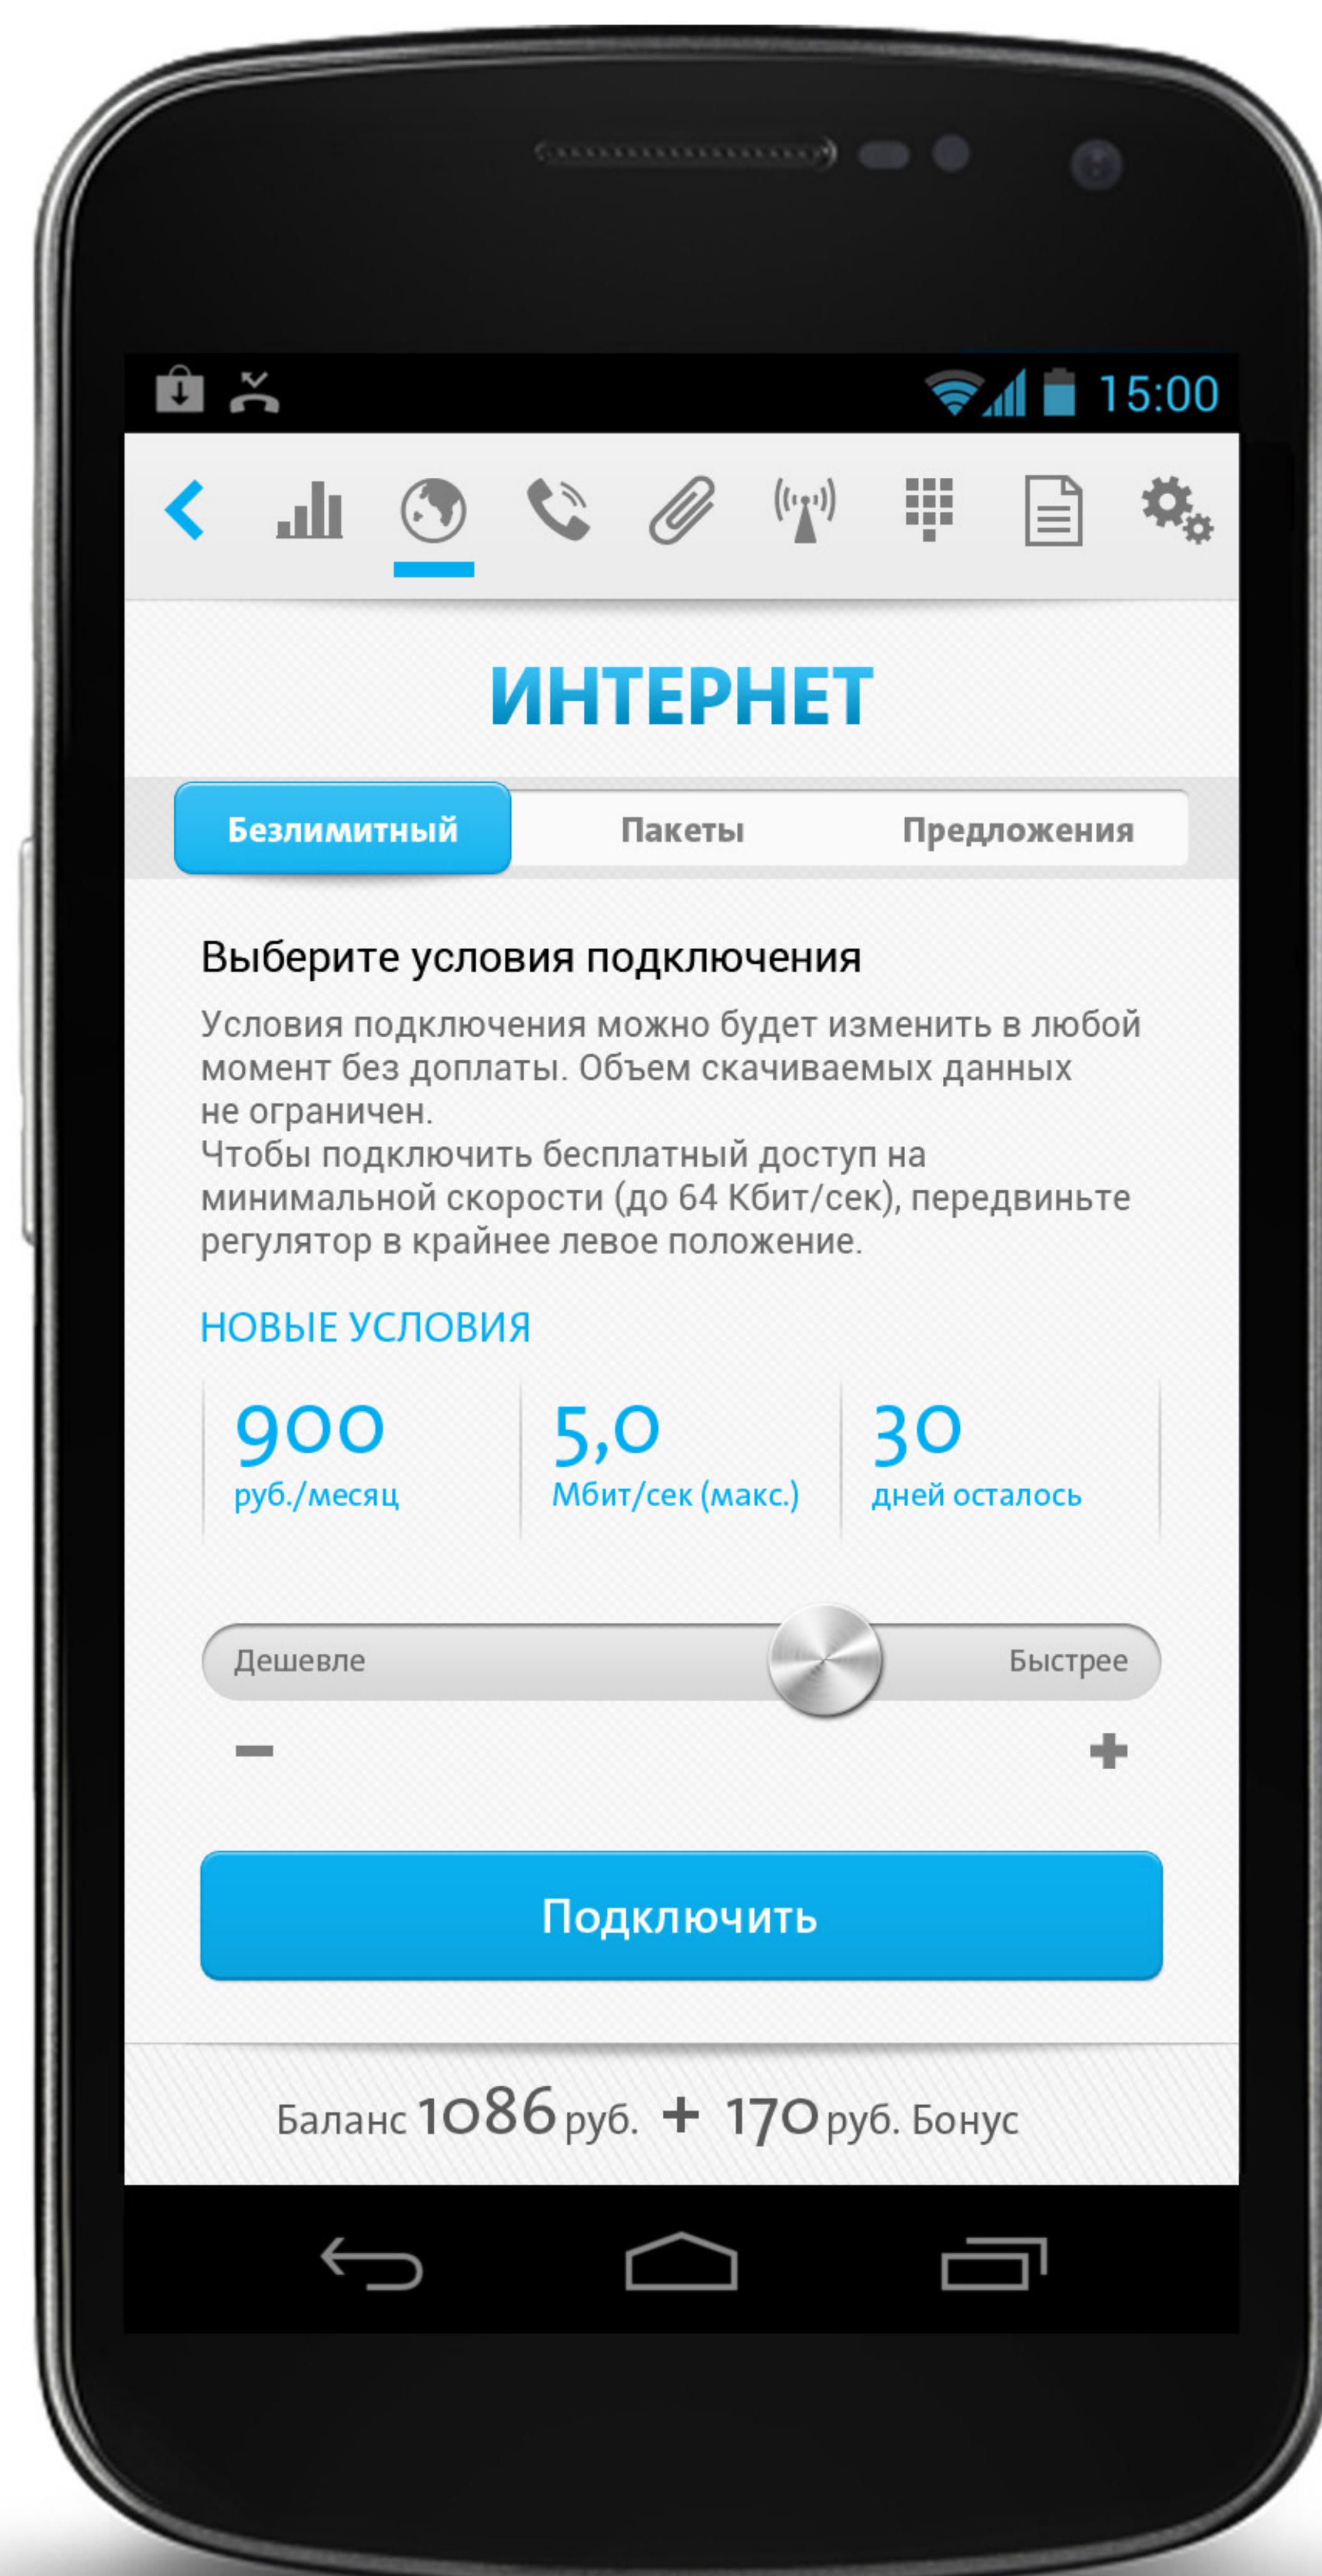 15:00
ИНТЕРНЕТ
Безлимитный Пакеты Предложения
Выберите условия подключения
Условия подключения можно будет изменить в любой
момент без доплаты. Объем скачиваемых данных
не ограничен.
Чтобы подключить бесплатный доступ на
минимальной скорости (до 64 Кбит/сек), передвиньте
регулятор в крайнее левое положение.
НОВЫЕ УСЛОВИЯ
900 5,0 30
руб./месяц Мбит/сек (макс.) дней осталось
Дешевле Быстрее
Подключить
Баланс 1086 руб. + 170 руб. Бонус